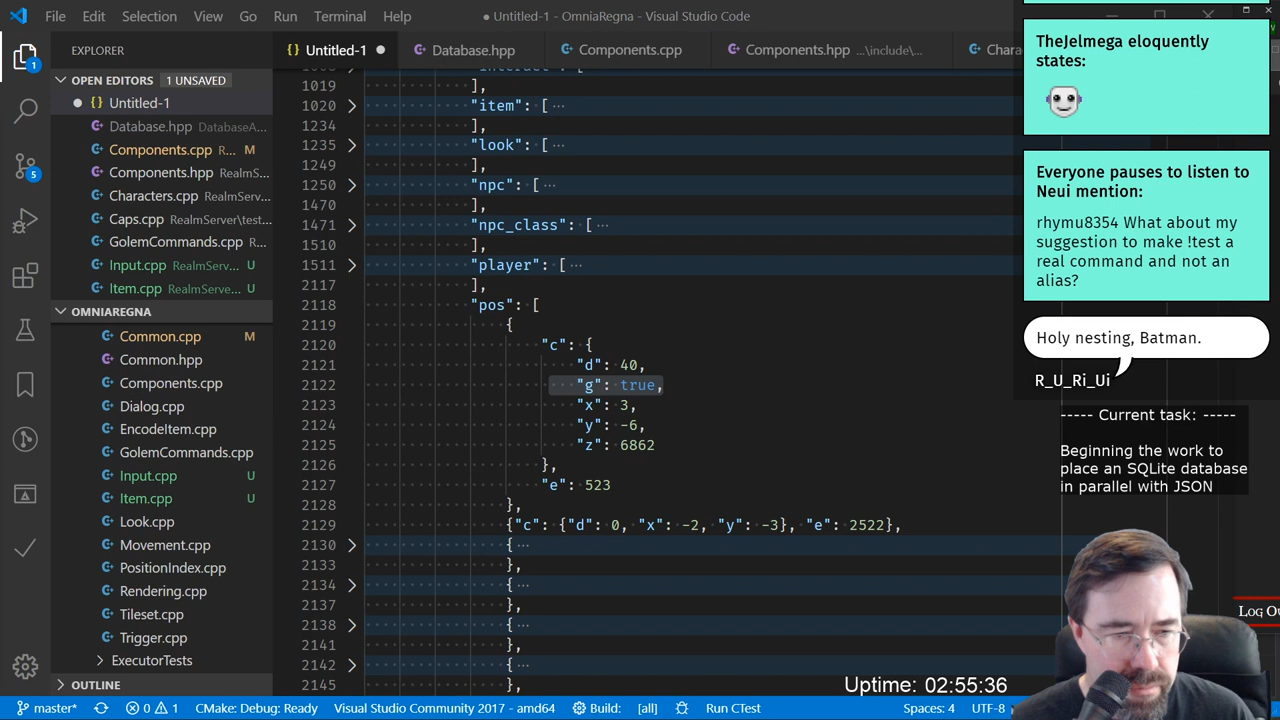 File Edit Selection View Go Run Terminal Help
● Untitled-1 - OmniaRegna - Visual Studio Code
EXPLORER
{} Untitled-1 ●
Database.hpp
Components.cpp
Components.hpp ...\include\...
Chara
OPEN EDITORS 1 UNSAVED
● {} Untitled-1
Database.hpp DatabaseA...
Components.cpp R... M
Components.hpp RealmS...
Characters.cpp RealmServ...
Caps.cpp RealmServer\test...
GolemCommands.cpp R...
Input.cpp RealmServ... U
Item.cpp RealmServe... U
OMNIAREGNA
Common.cpp M
Common.hpp
Components.cpp
Dialog.cpp
EncodeItem.cpp
GolemCommands.cpp
Input.cpp U
Item.cpp U
Look.cpp
Movement.cpp
PositionIndex.cpp
Rendering.cpp
Tileset.cpp
Trigger.cpp
ExecutorTests
OUTLINE
1019 ],
1020 "item": [ ...
1234 ],
1235 "look": [ ...
1249 ],
1250 "npc": [ ...
1470 ],
1471 "npc_class": [ ...
1510 ],
1511 "player": [ ...
2117 ],
2118 "pos": [
2119 {
2120 "c": {
2121 "d": 40,
2122 "g": true,
2123 "x": 3,
2124 "y": -6,
2125 "z": 6862
2126 },
2127 "e": 523
2128 },
2129 {"c": {"d": 0, "x": -2, "y": -3}, "e": 2522},
2130 { ...
2133 },
2134 { ...
2137 },
2138 { ...
2141 },
2142 { ...
2145 },
TheJelmega eloquently
states:
Everyone pauses to listen to
Neui mention:
rhymu8354 What about my
suggestion to make !test a
real command and not an
alias?
Holy nesting, Batman.
R_U_Ri_Ui
----- Current task: -----
Beginning the work to
place an SQLite database
in parallel with JSON
Uptime: 02:55:36
master* 0 1 CMake: Debug: Ready Visual Studio Community 2017 - amd64 Build: [all] Run CTest Spaces: 4 UTF-8